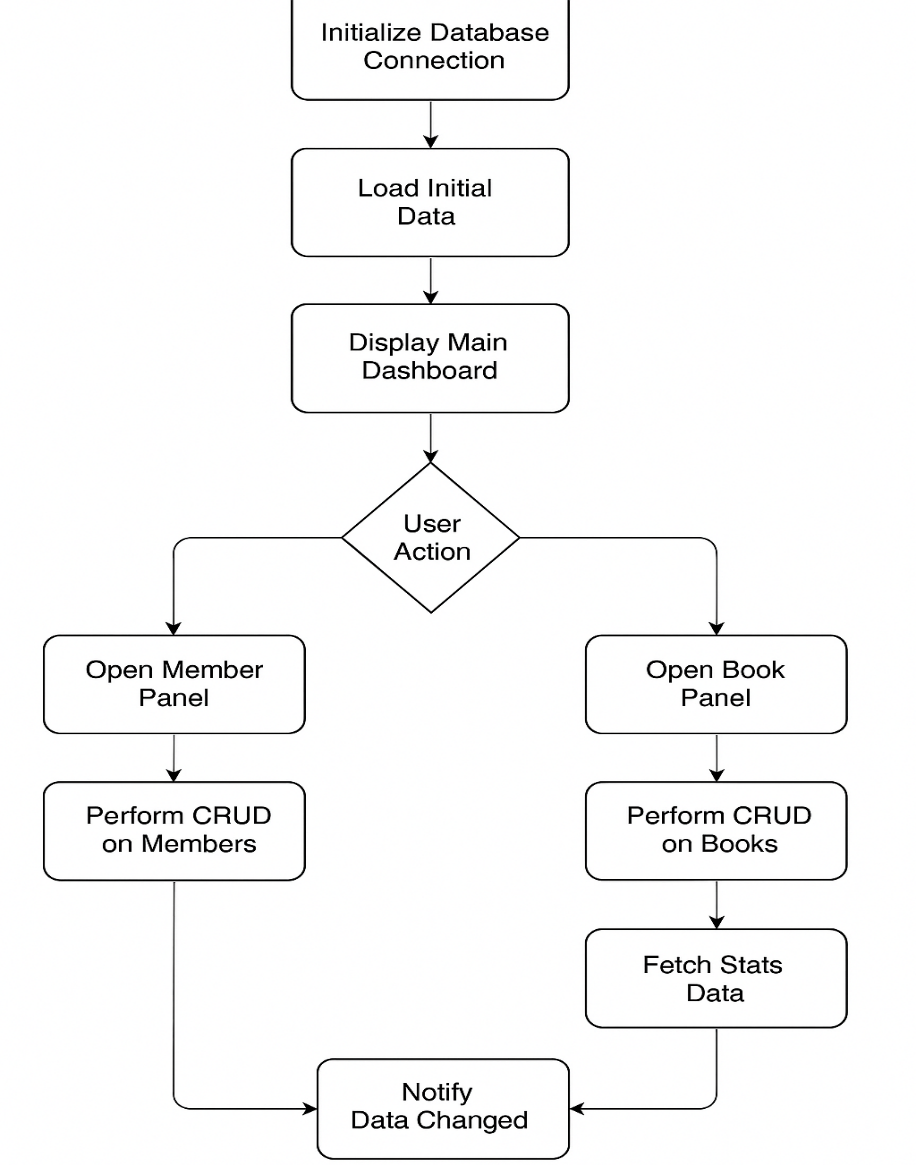 Initialize Database
Connection
Load Initial
Data
Display Main
Dashboard
User
Action
Open Member
Panel
Open Book
Panel
Perform CRUD
on Members
Perform CRUD
on Books
Fetch Stats
Data
Notify
Data Changed